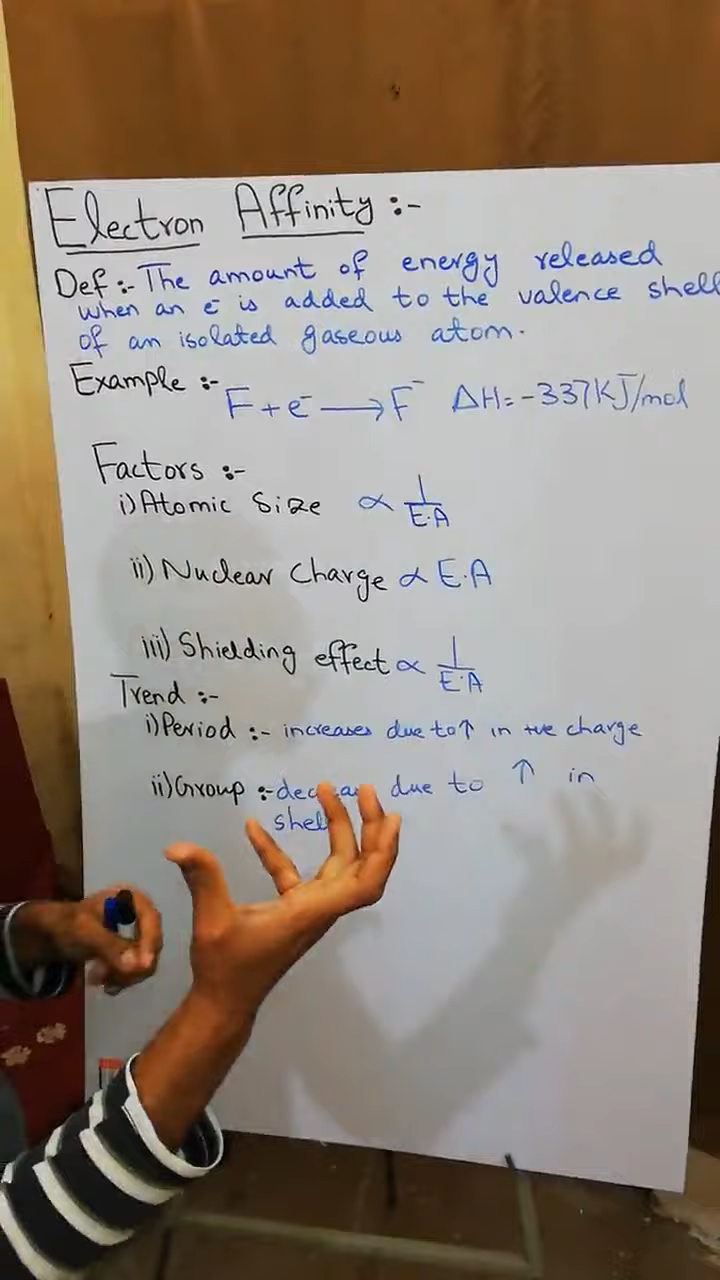 Electron Affinity :-
Def :- The amount of energy released
when an e⁻ is added to the valence shell
of an isolated gaseous atom.
Example :- F + e⁻ ⟶ F⁻ ΔH = -337KJ/mol
Factors :-
i) Atomic Size ∝ 1/E.A
ii) Nuclear Charge ∝ E.A
iii) Shielding effect ∝ 1/E.A
Trend :-
i) Period :- increases due to ↑ in +ve charge
ii) Group :- due to ↑ in